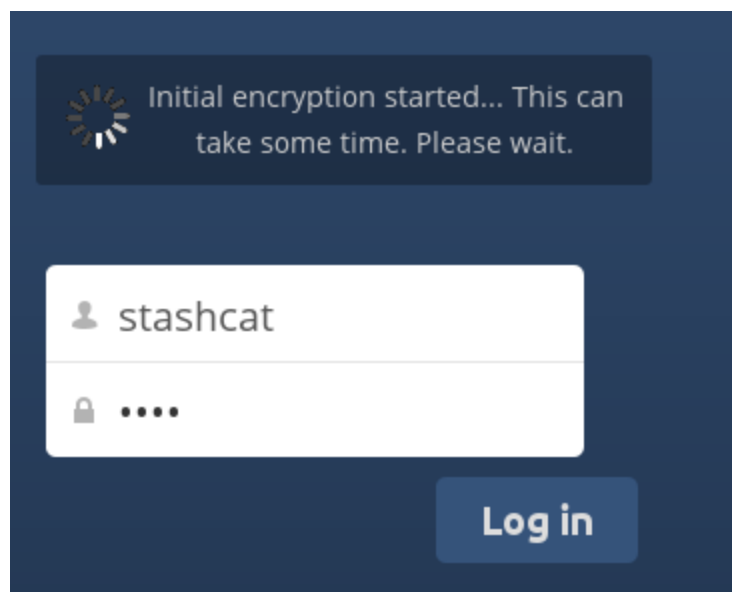 Initial encryption started... This can
take some time. Please wait.
stashcat
••••
Log in